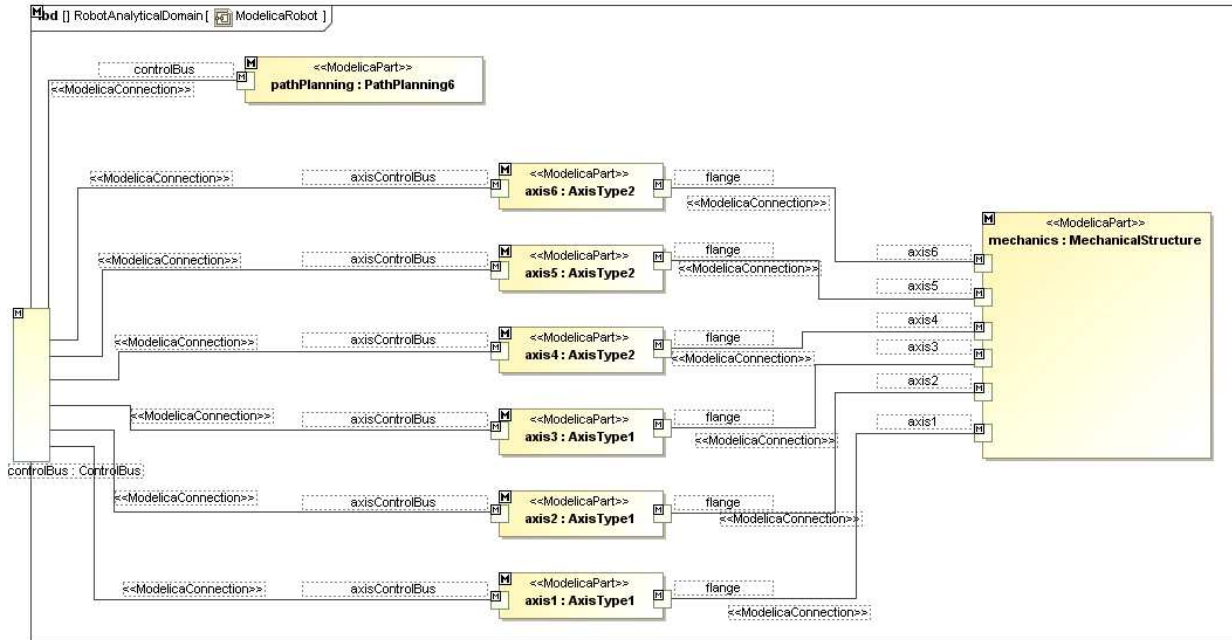 ibd [] RobotAnalyticalDomain [ ModelicaRobot ]
controlBus
<<ModelicaConnection>>
<<ModelicaPart>>
pathPlanning : PathPlanning6
<<ModelicaConnection>>
axisControlBus
<<ModelicaPart>>
axis6 : AxisType2
flange
<<ModelicaConnection>>
<<ModelicaPart>>
mechanics : MechanicalStructure
<<ModelicaConnection>>
axisControlBus
<<ModelicaPart>>
axis5 : AxisType2
flange
<<ModelicaConnection>>
axis6
axis5
<<ModelicaConnection>>
axisControlBus
<<ModelicaPart>>
axis4 : AxisType2
flange
<<ModelicaConnection>>
axis4
axis3
axis2
<<ModelicaConnection>>
axisControlBus
<<ModelicaPart>>
axis3 : AxisType1
flange
<<ModelicaConnection>>
axis1
controlBus : ControlBus
<<ModelicaConnection>>
axisControlBus
<<ModelicaPart>>
axis2 : AxisType1
flange
<<ModelicaConnection>>
<<ModelicaConnection>>
axisControlBus
<<ModelicaPart>>
axis1 : AxisType1
flange
<<ModelicaConnection>>